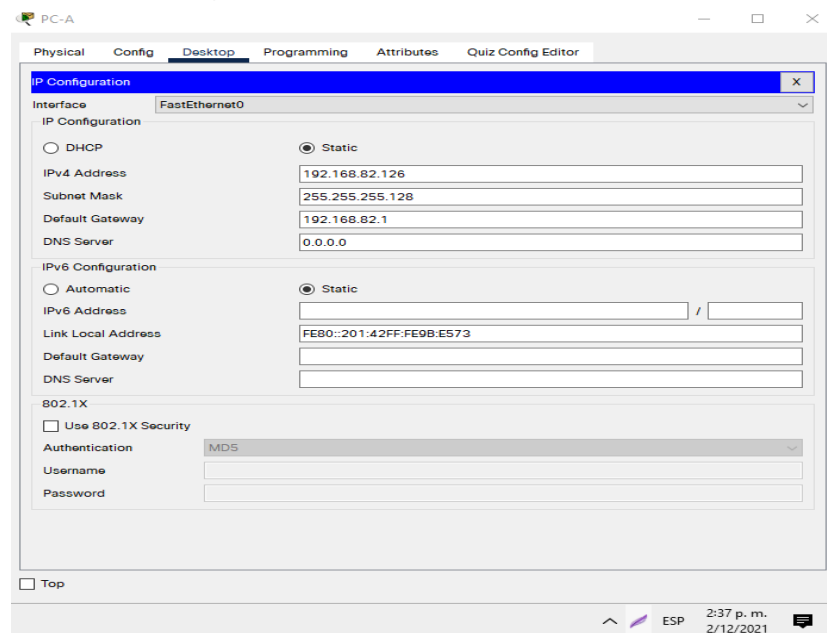 PC-A
Physical Config Desktop Programming Attributes Quiz Config Editor
IP Configuration X
Interface FastEthernet0
IP Configuration
DHCP Static
IPv4 Address 192.168.82.126
Subnet Mask 255.255.255.128
Default Gateway 192.168.82.1
DNS Server 0.0.0.0
IPv6 Configuration
Automatic Static
IPv6 Address /
Link Local Address FE80::201:42FF:FE9B:E573
Default Gateway
DNS Server
802.1X
Use 802.1X Security
Authentication MD5
Username
Password
Top
ESP 2:37 p. m.
2/12/2021